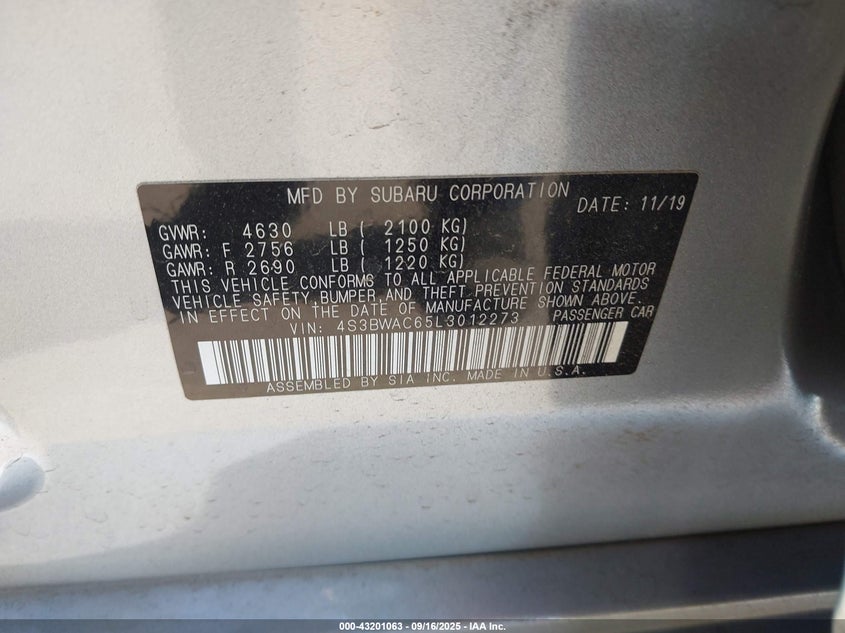 MFD BY SUBARU CORPORATION DATE: 11/19
GVWR: 4630 LB ( 2100 KG)
GAWR: F 2756 LB ( 1250 KG)
GAWR: R 2690 LB ( 1220 KG)
THIS VEHICLE CONFORMS TO ALL APPLICABLE FEDERAL MOTOR
VEHICLE SAFETY, BUMPER, AND THEFT PREVENTION STANDARDS
IN EFFECT ON THE DATE OF MANUFACTURE SHOWN ABOVE.
VIN: 4S3BWAC65L3012273 PASSENGER CAR
ASSEMBLED BY SIA INC. MADE IN U.S.A.
000-43201063 - 09/16/2025 - IAA Inc.